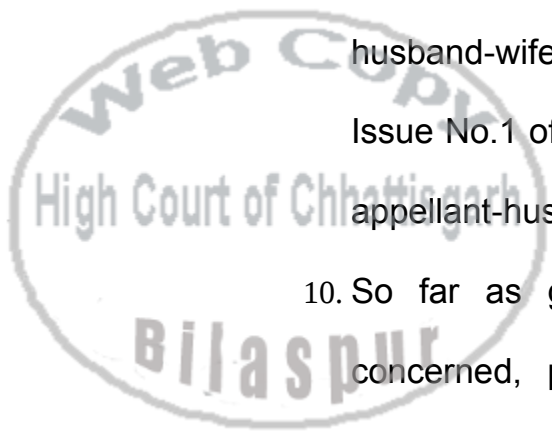 Web Copy
husband-wife
Issue No.1 of
High Court of Chhattisgarh
appellant-hus
10. So far as g
Bilaspur
concerned, p